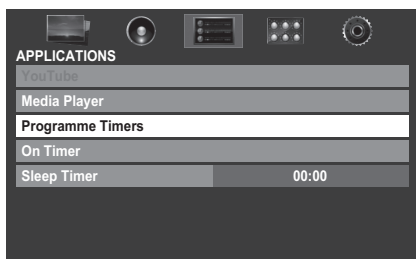 APPLICATIONS
YouTube
Media Player
Programme Timers
On Timer
Sleep Timer 00:00